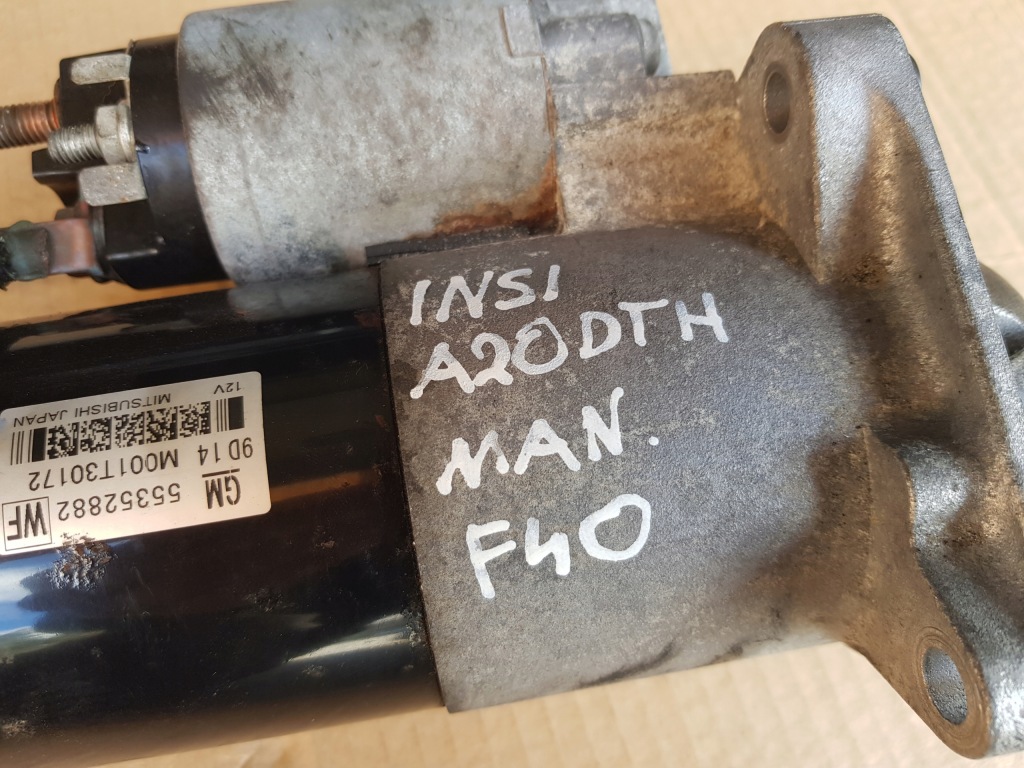 INSI
A20DTH
MAN.
F40
GM
55352882 WF
9D14 M001T30172
MITSUBISHI JAPAN 12V